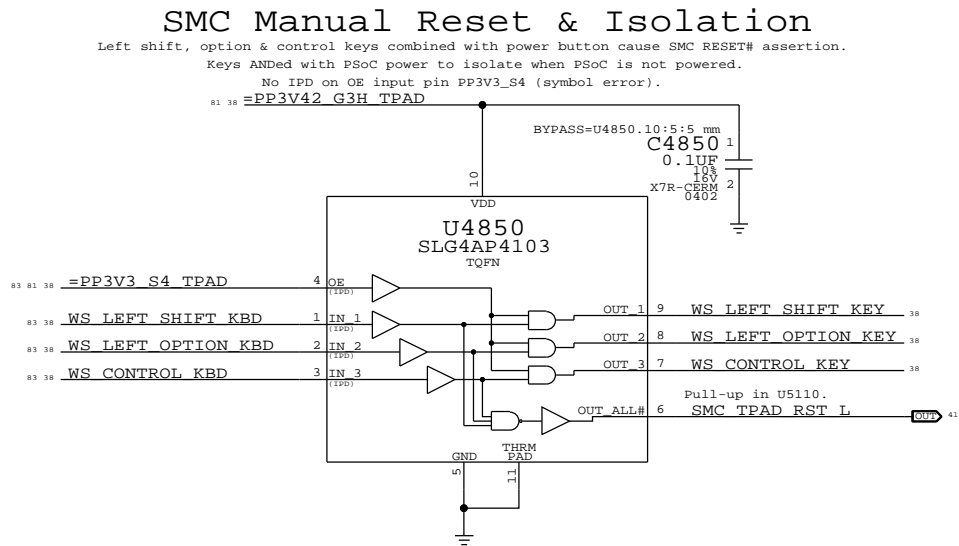 SMC Manual Reset & Isolation
Left shift, option & control keys combined with power button cause SMC RESET# assertion.
Keys ANDed with PSoC power to isolate when PSoC is not powered.
No IPD on OE input pin PP3V3_S4 (symbol error).
81 38 =PP3V42_G3H_TPAD
BYPASS=U4850.10:5:5 mm
C4850 1
0.1UF
10%
16V
X7R-CERM 2
0402
10
VDD
U4850
SLG4AP4103
TQFN
83 81 38 =PP3V3_S4_TPAD 4 OE
(IPD)
OUT_1 9 WS_LEFT_SHIFT_KEY 38
83 38 WS_LEFT_SHIFT_KBD 1 IN_1
(IPD)
OUT_2 8 WS_LEFT_OPTION_KEY 38
83 38 WS_LEFT_OPTION_KBD 2 IN_2
(IPD)
OUT_3 7 WS_CONTROL_KEY 38
83 38 WS_CONTROL_KBD 3 IN_3
(IPD)
Pull-up in U5110.
OUT_ALL# 6 SMC_TPAD_RST_L OUT 41
THRM
GND PAD
5 11